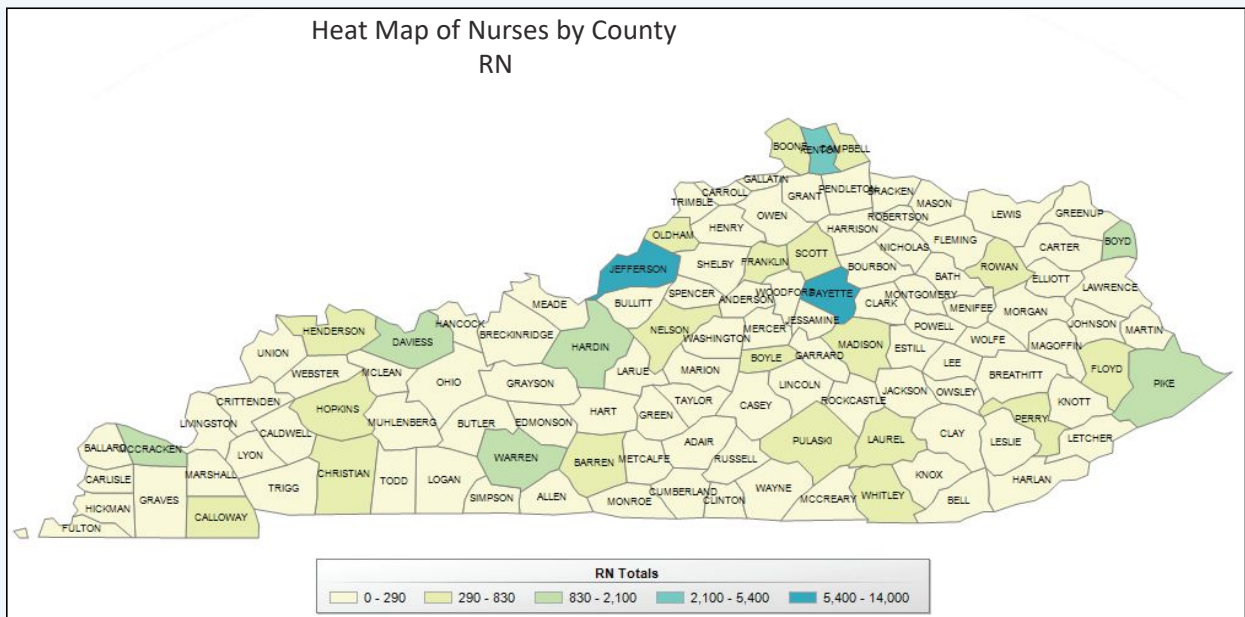 Heat Map of Nurses by County
RN
BOONE
KENTON
CAMPBELL
GALLATIN
CARROLL
TRIMBLE
GRANT
PENDLETON
BRACKEN
MASON
LEWIS
GREENUP
OWEN
ROBERTSON
HENRY
HARRISON
OLDHAM
NICHOLAS
FLEMING
CARTER
BOYD
SHELBY
FRANKLIN
SCOTT
BOURBON
ROWAN
JEFFERSON
BATH
ELLIOTT
LAWRENCE
SPENCER
ANDERSON
WOODFORD
FAYETTE
MONTGOMERY
MEADE
BULLITT
CLARK
MENIFEE
MORGAN
HANCOCK
BRECKINRIDGE
NELSON
MERCER
JESSAMINE
POWELL
JOHNSON
MARTIN
HENDERSON
DAVIESS
HARDIN
WASHINGTON
MADISON
ESTILL
WOLFE
MAGOFFIN
UNION
BOYLE
GARRARD
LEE
WEBSTER
MCLEAN
OHIO
GRAYSON
LARUE
MARION
BREATHITT
FLOYD
PIKE
LINCOLN
ROCKCASTLE
JACKSON
OWSLEY
KNOTT
CRITTENDEN
HOPKINS
TAYLOR
CASEY
PERRY
LIVINGSTON
CALDWELL
MUHLENBERG
BUTLER
EDMONSON
HART
GREEN
PULASKI
LAUREL
CLAY
LESLIE
LETCHER
BALLARD
MCCRACKEN
LYON
WARREN
BARREN
METCALFE
ADAIR
RUSSELL
MARSHALL
CARLISLE
CHRISTIAN
TODD
LOGAN
KNOX
HARLAN
GRAVES
TRIGG
SIMPSON
ALLEN
MONROE
CUMBERLAND
CLINTON
WAYNE
MCCREARY
WHITLEY
BELL
HICKMAN
CALLOWAY
FULTON
RN Totals
0 - 290 290 - 830 830 - 2,100 2,100 - 5,400 5,400 - 14,000